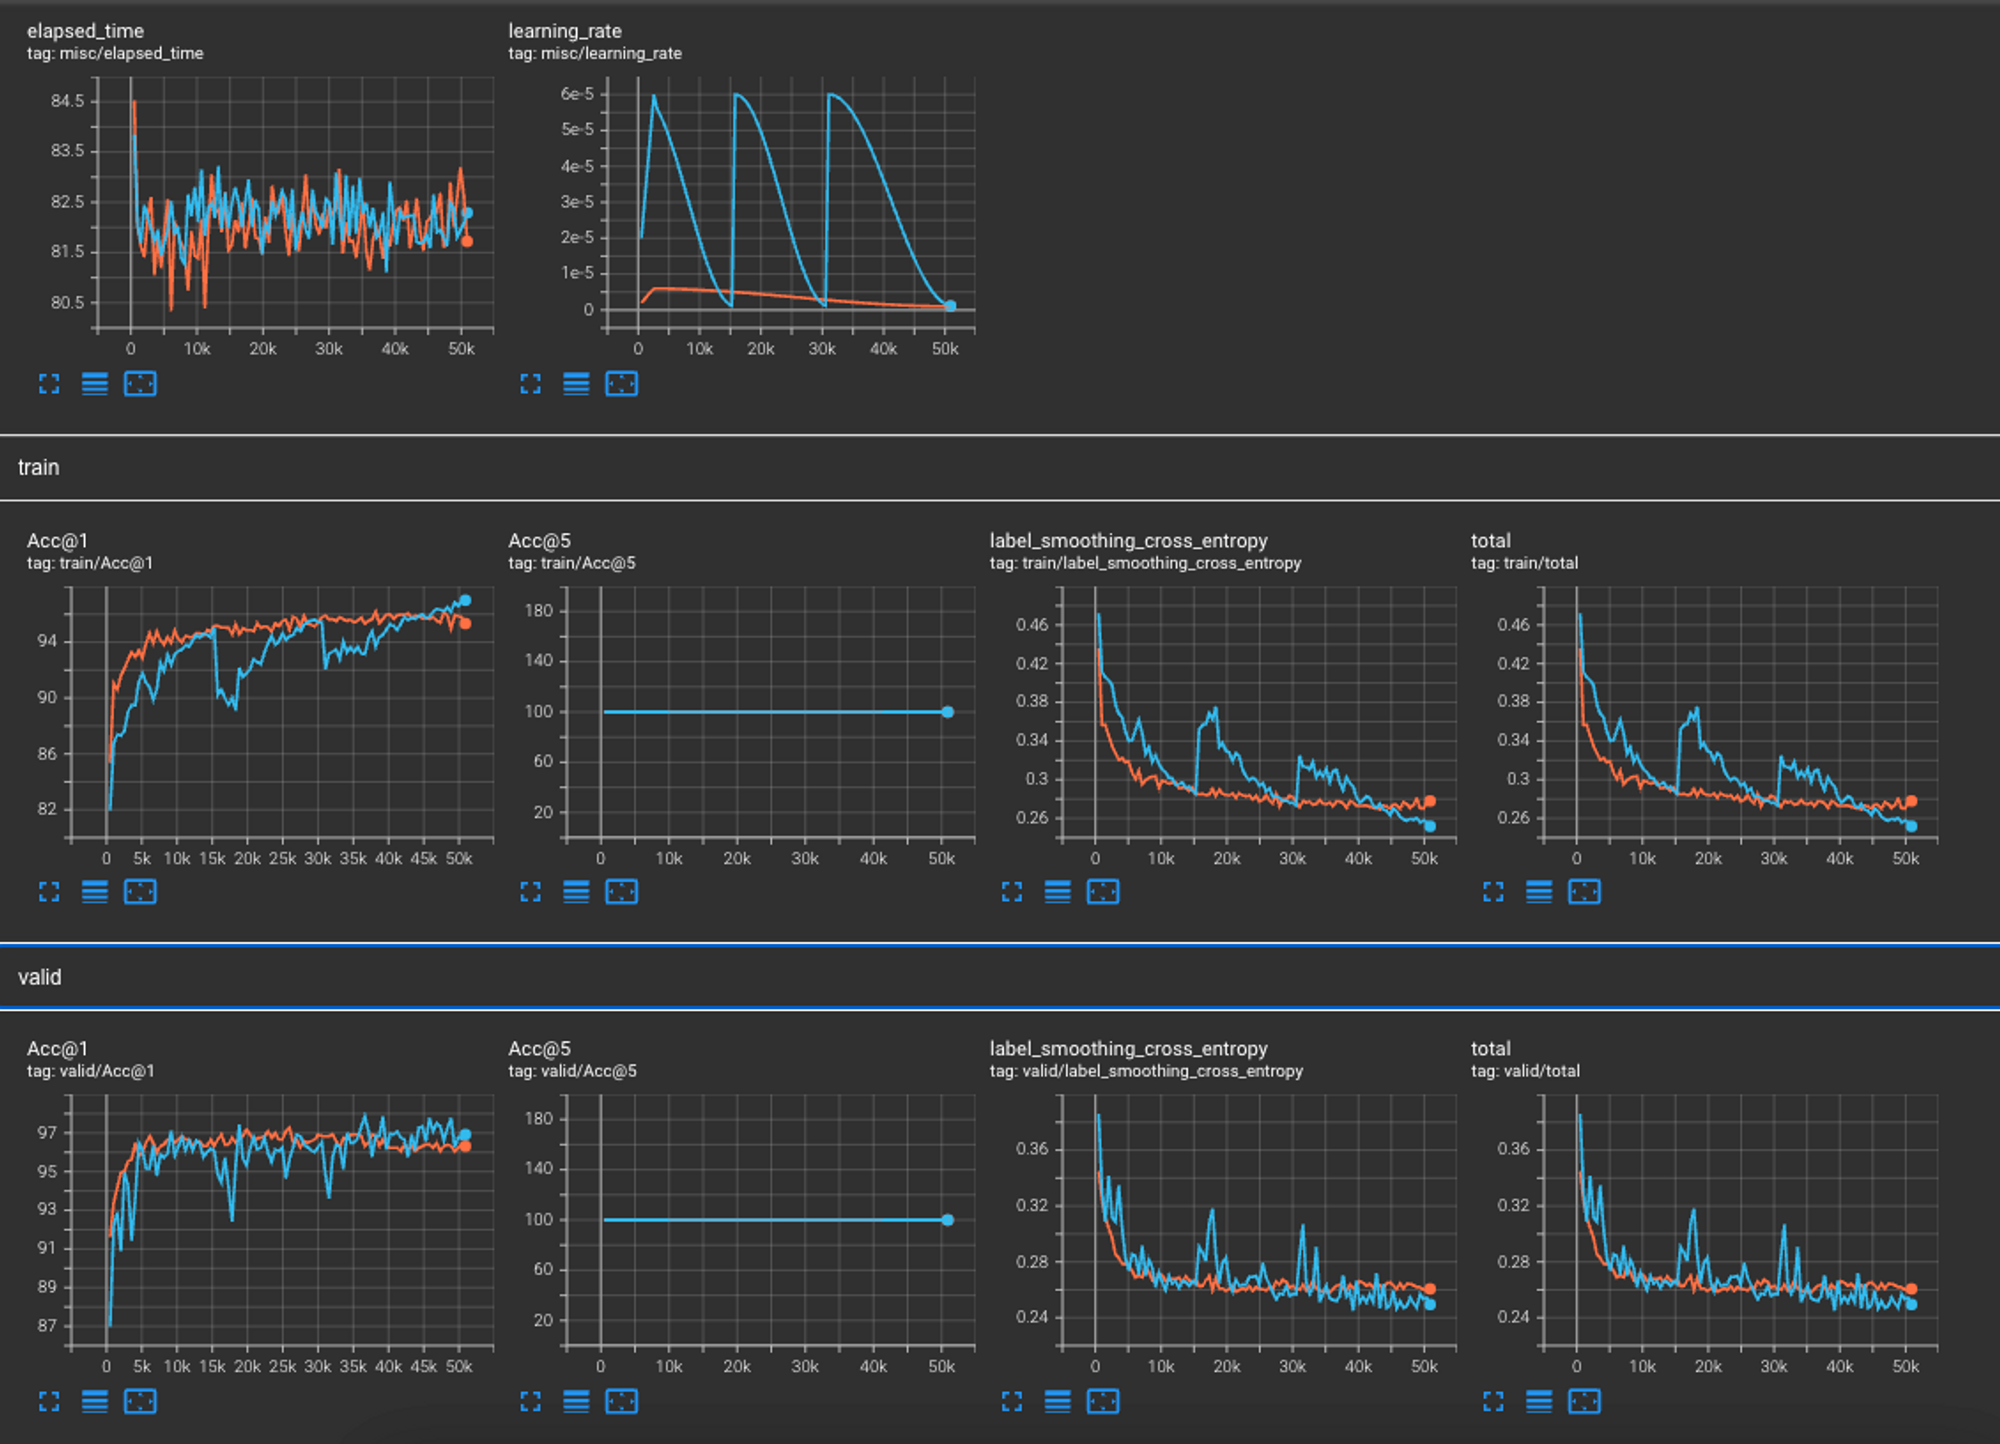 elapsed_time
tag: misc/elapsed_time
84.5
83.5
82.5
81.5
80.5
0 10k 20k 30k 40k 50k
learning_rate
tag: misc/learning_rate
6e-5
5e-5
4e-5
3e-5
2e-5
1e-5
0
0 10k 20k 30k 40k 50k
train
Acc@1
tag: train/Acc@1
94
90
86
82
0 5k 10k 15k 20k 25k 30k 35k 40k 45k 50k
Acc@5
tag: train/Acc@5
180
140
100
60
20
0 10k 20k 30k 40k 50k
label_smoothing_cross_entropy
tag: train/label_smoothing_cross_entropy
0.46
0.42
0.38
0.34
0.3
0.26
0 10k 20k 30k 40k 50k
total
tag: train/total
0.46
0.42
0.38
0.34
0.3
0.26
0 10k 20k 30k 40k 50k
valid
Acc@1
tag: valid/Acc@1
97
95
93
91
89
87
0 5k 10k 15k 20k 25k 30k 35k 40k 45k 50k
Acc@5
tag: valid/Acc@5
180
140
100
60
20
0 10k 20k 30k 40k 50k
label_smoothing_cross_entropy
tag: valid/label_smoothing_cross_entropy
0.36
0.32
0.28
0.24
0 10k 20k 30k 40k 50k
total
tag: valid/total
0.36
0.32
0.28
0.24
0 10k 20k 30k 40k 50k